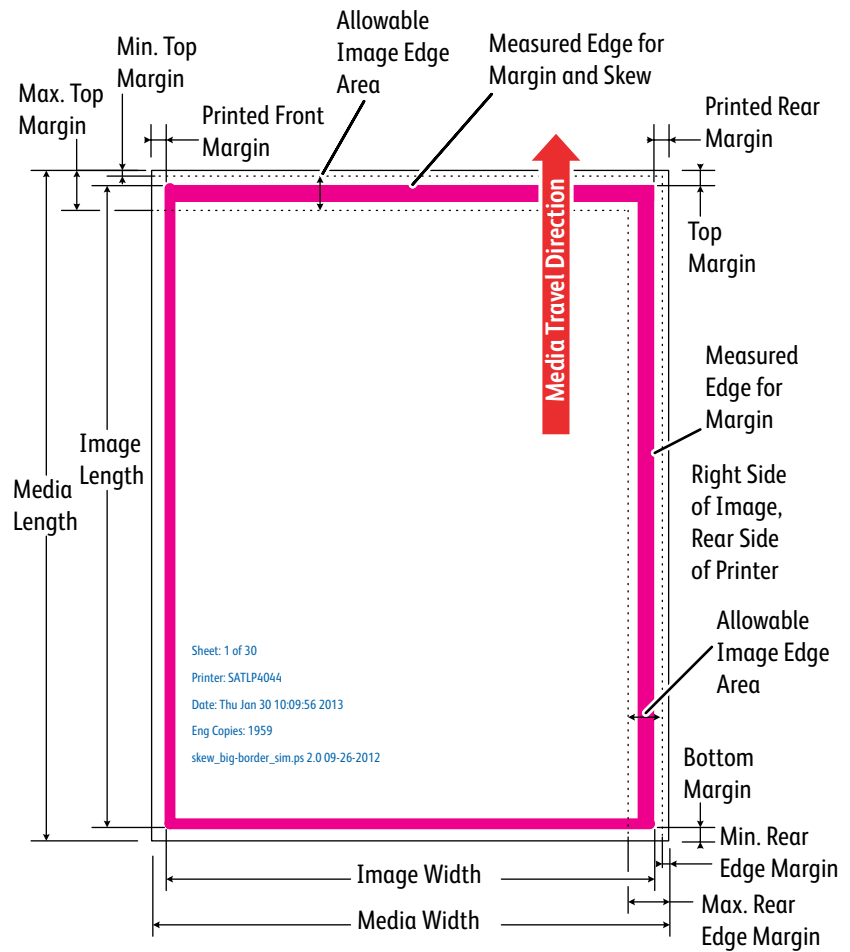 Allowable
Image Edge
Area
Min. Top
Margin
Measured Edge for
Margin and Skew
Max. Top
Margin
Printed Front
Margin
Printed Rear
Margin
Media Travel Direction
Top
Margin
Measured
Edge for
Margin
Image
Length
Media
Length
Right Side
of Image,
Rear Side
of Printer
Allowable
Image Edge
Area
Sheet: 1 of 30
Printer: SATLP4044
Date: Thu Jan 30 10:09:56 2013
Eng Copies: 1959
skew_big-border_sim.ps 2.0 09-26-2012
Bottom
Margin
Min. Rear
Edge Margin
Image Width
Max. Rear
Edge Margin
Media Width